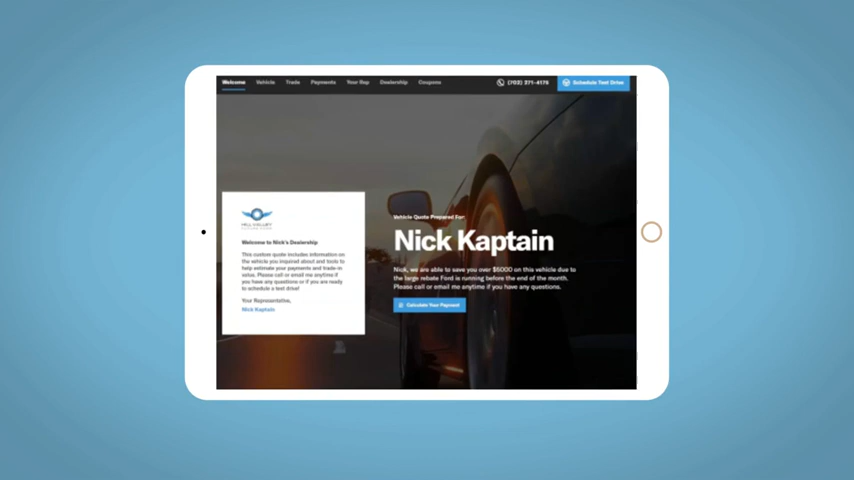 Welcome Vehicle Trade Payments Your Rep Dealership Coupons (702) 371-4175 Schedule Test Drive
HILL VALLEY
Welcome to Nick's Dealership
This custom quote includes information on
the vehicle you inquired about and tools to
help estimate your payments and trade-in
value. Please call or email me anytime if
you have any questions or if you are ready
to schedule a test drive!
Your Representative,
Nick Kaptain
Vehicle Quote Prepared For:
Nick Kaptain
Nick, we are able to save you over $6000 on this vehicle due to
the large rebate Ford is running before the end of the month.
Please call or email me anytime if you have any questions.
Calculate Your Payment